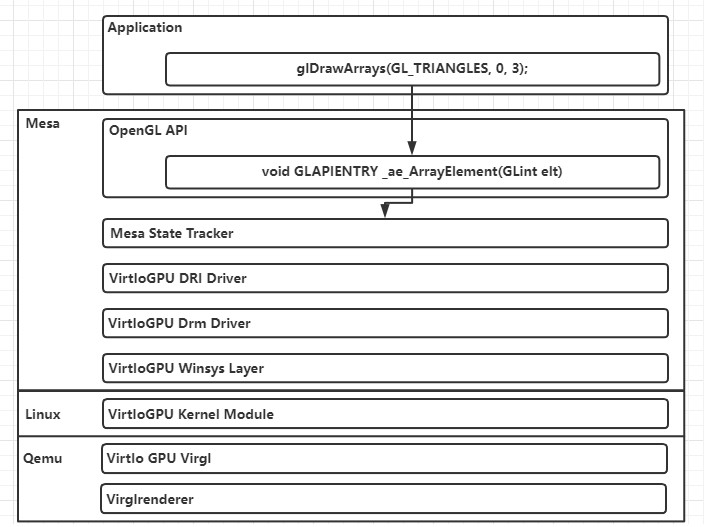 Application
glDrawArrays(GL_TRIANGLES, 0, 3);
Mesa
OpenGL API
void GLAPIENTRY _ae_ArrayElement(GLint elt)
Mesa State Tracker
VirtIoGPU DRI Driver
VirtIoGPU Drm Driver
VirtIoGPU Winsys Layer
Linux
VirtIoGPU Kernel Module
Qemu
VirtIo GPU Virgl
Virglrenderer